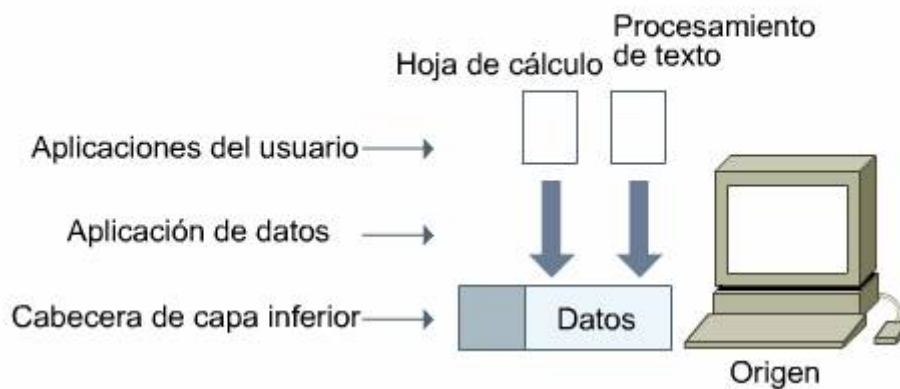 Procesamiento
de texto
Hoja de cálculo
Aplicaciones del usuario
Aplicación de datos
Cabecera de capa inferior
Datos
Origen